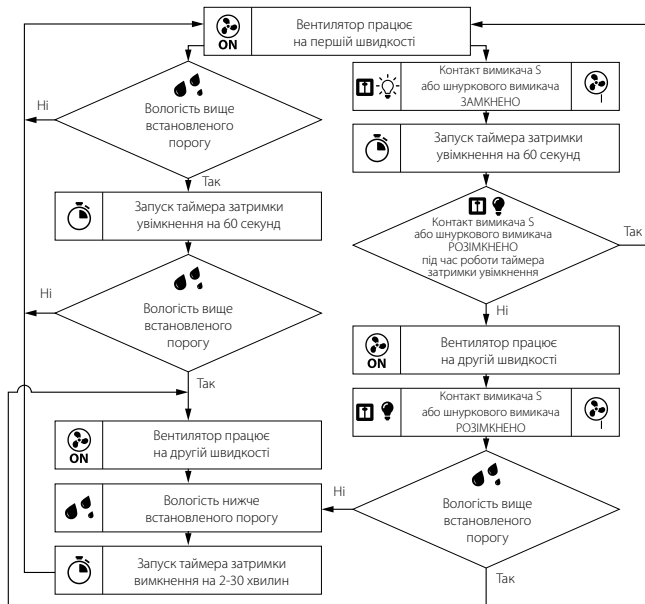 ON
Вентилятор працює
на першій швидкості
Ні
Вологість вище
встановленого
порогу
Так
Запуск таймера затримки
увімкнення на 60 секунд
Ні
Вологість вище
встановленого
порогу
Так
ON
Вентилятор працює
на другій швидкості
Вологість нижче
встановленого порогу
Запуск таймера затримки
вимкнення на 2-30 хвилин
Контакт вимикача S
або шнуркового вимикача
ЗАМКНЕНО
Запуск таймера затримки
увімкнення на 60 секунд
Контакт вимикача S
або шнуркового вимикача
РОЗІМКНЕНО
під час роботи таймера
затримки увімкнення
Так
Ні
ON
Вентилятор працює
на другій швидкості
Контакт вимикача S
або шнуркового вимикача
РОЗІМКНЕНО
Ні
Вологість вище
встановленого
порогу
Так